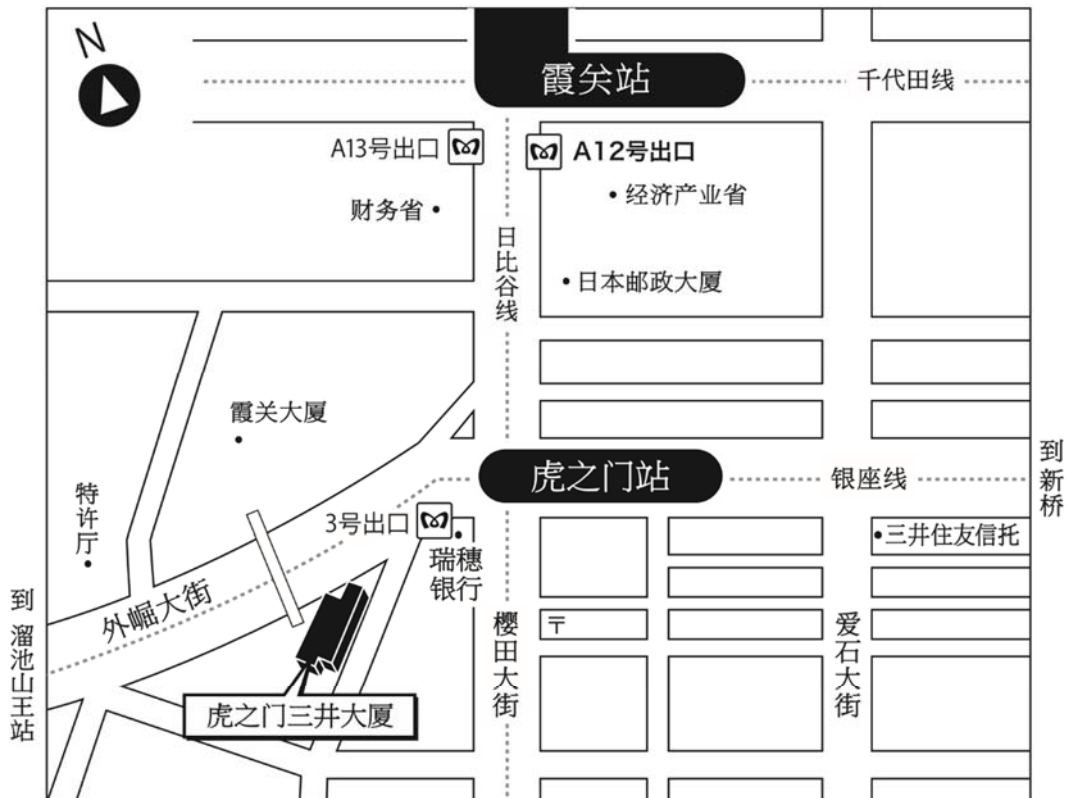 N
霞关站
千代田线
A13号出口
A12号出口
财务省
经济产业省
日比谷线
日本邮政大厦
霞关大厦
虎之门站
银座线
到新桥
特许厅
3号出口
瑞穗
银行
三井住友信托
外崛大街
到 溜池山王站
樱田大街
〒
爱石大街
虎之门三井大厦